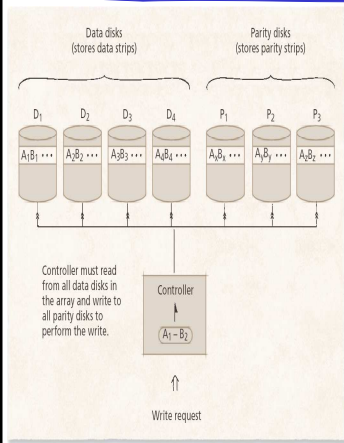 Data disks
(stores data strips)
Parity disks
(stores parity strips)
D₁ D₂ D₃ D₄ P₁ P₂ P₃
A₁B₁ ••• A₂B₂ ••• A₃B₃ ••• A₄B₄ ••• AₓBₓ ••• AᵧBᵧ ••• A_zB_z •••
Controller must read
from all data disks in
the array and write to
all parity disks to
perform the write.
Controller
A₁ – B₂
Write request